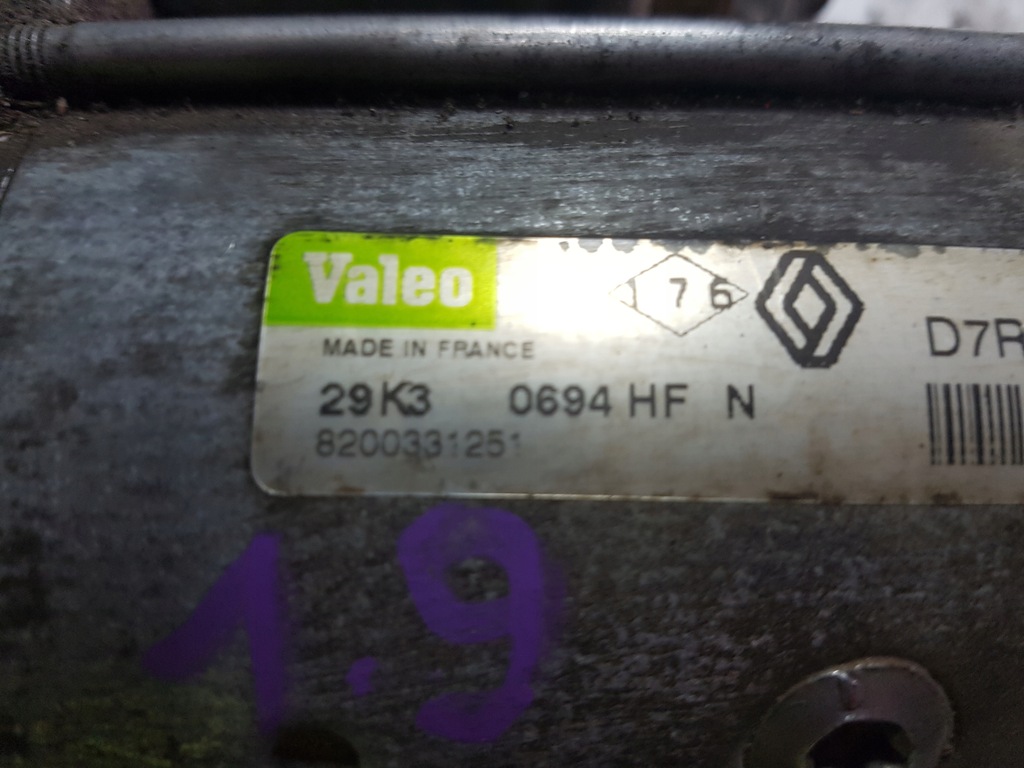 Valeo
176
D7R
MADE IN FRANCE
29K3 0694 HF N
8200331251
1.9